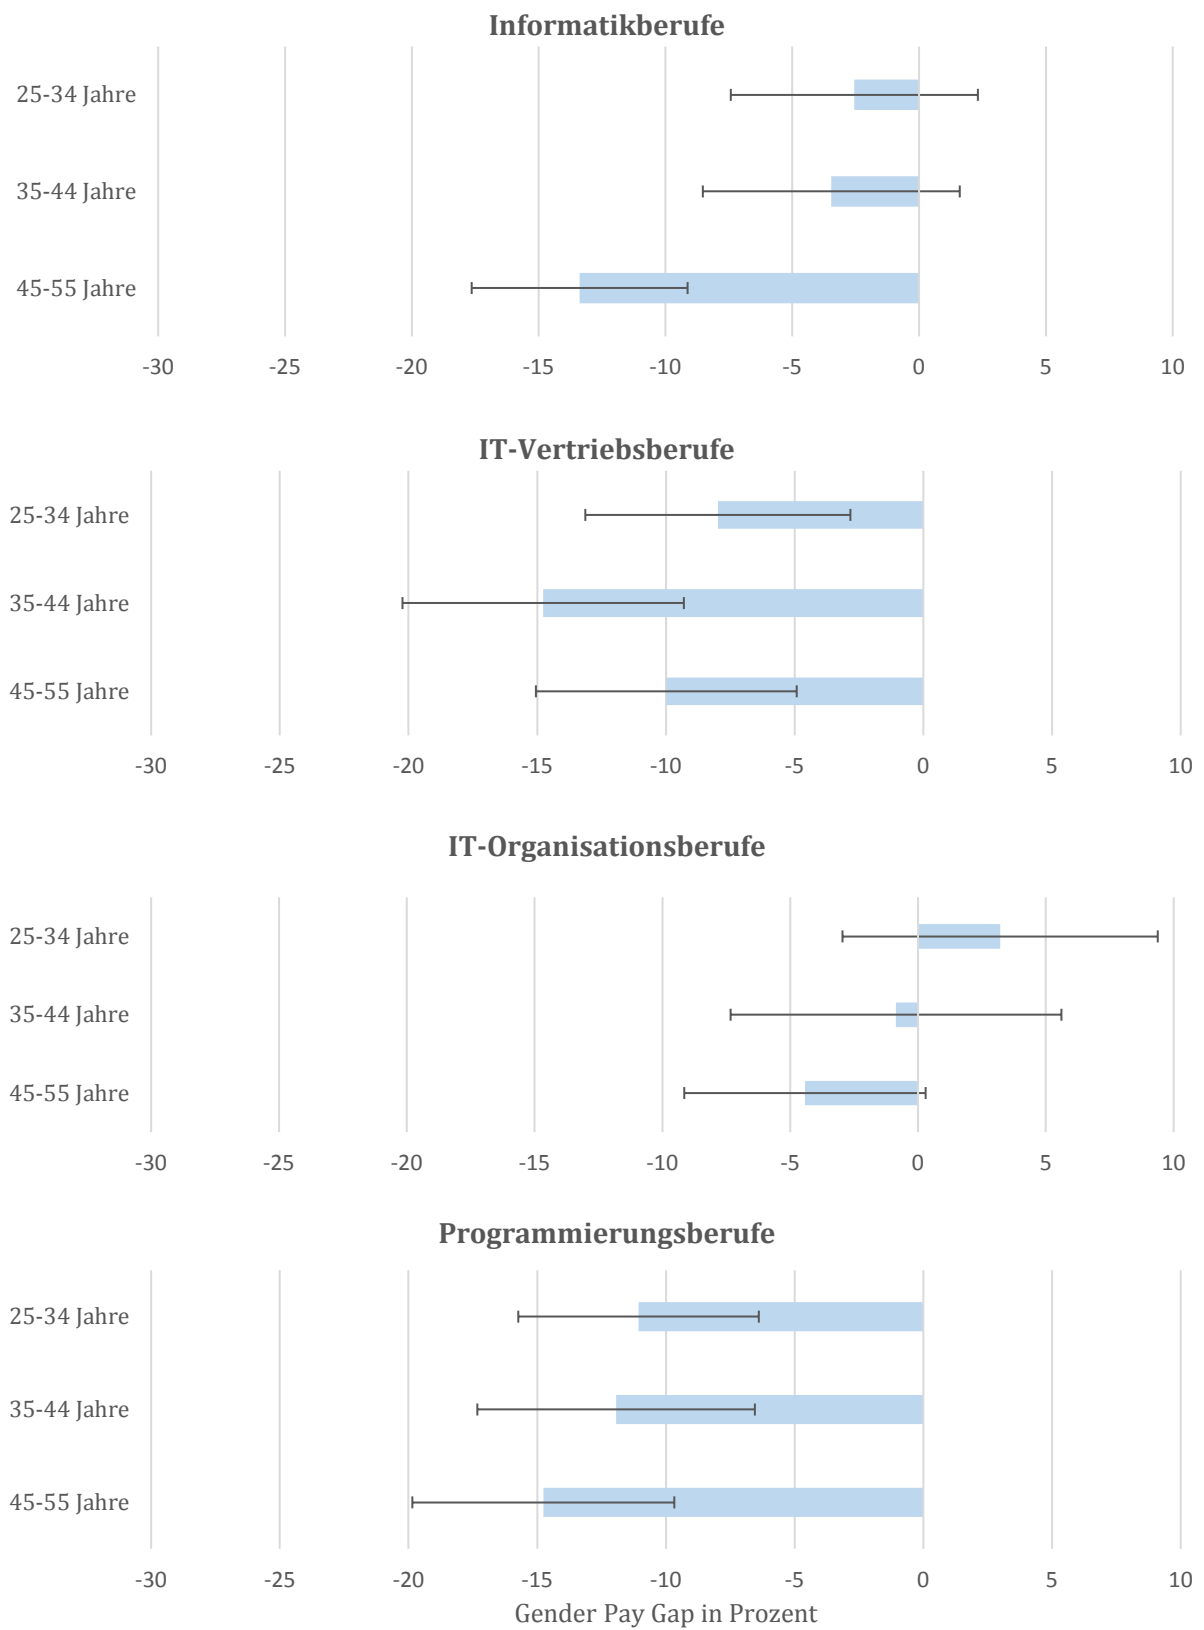 Informatikberufe
25-34 Jahre
35-44 Jahre
45-55 Jahre
-30 -25 -20 -15 -10 -5 0 5 10
IT-Vertriebsberufe
25-34 Jahre
35-44 Jahre
45-55 Jahre
-30 -25 -20 -15 -10 -5 0 5 10
IT-Organisationsberufe
25-34 Jahre
35-44 Jahre
45-55 Jahre
-30 -25 -20 -15 -10 -5 0 5 10
Programmierungsberufe
25-34 Jahre
35-44 Jahre
45-55 Jahre
-30 -25 -20 -15 -10 -5 0 5 10
Gender Pay Gap in Prozent